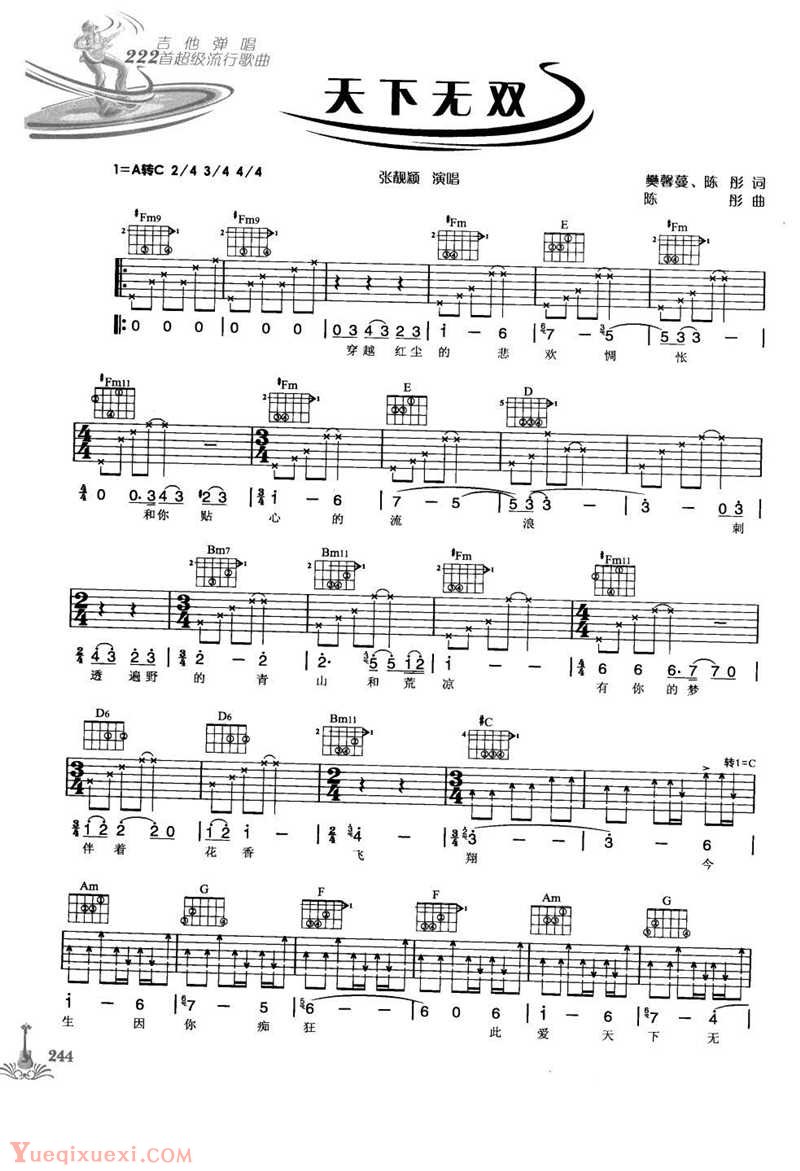 吉他弹唱
222首超级流行歌曲
天下无双
1=A转C 2/4 3/4 4/4
张靓颖 演唱
樊馨蔓、陈 彤 词
陈 彤 曲
#Fm9 #Fm9 #Fm E #Fm
0 0 0 | 0 0 0 | 0 3 4 3 2 3 | i - 6 | 7 - 5 | 5 3 3 - |
穿越 红尘 的 悲 欢 惆 怅
#Fm11 #Fm E D
4/4 0 0. 3 4 3 #2 3 | 3/4 i - 6 | 7 - 5 | 5 3 3 - | 3 - 0 3 |
和你 贴 心 的 流 浪 刺
Bm7 Bm11 #Fm #Fm11
2/4 4 3 2 3 | 3/4 2 - 2 | 2. 5 5 i 2 | i - | 4/4 6 6 6. 7 7 0 |
透 遍野 的 青 山 和 荒 凉 有 你 的 梦
D6 D6 Bm11 #C
转1=C
3/4 i 2 2 2 0 | i 2 i - | 2/4 4 - | 3/4 3 - | 3 - 6 |
伴 着 花 香 飞 翔 今
Am G F F Am G
i - 6 | 7 - 5 | 6 - - | 6 0 6 | i - 6 | 7 - 4 |
生 因 你 痴 狂 此 爱 天 下 无
244
Yueqixuexi.com